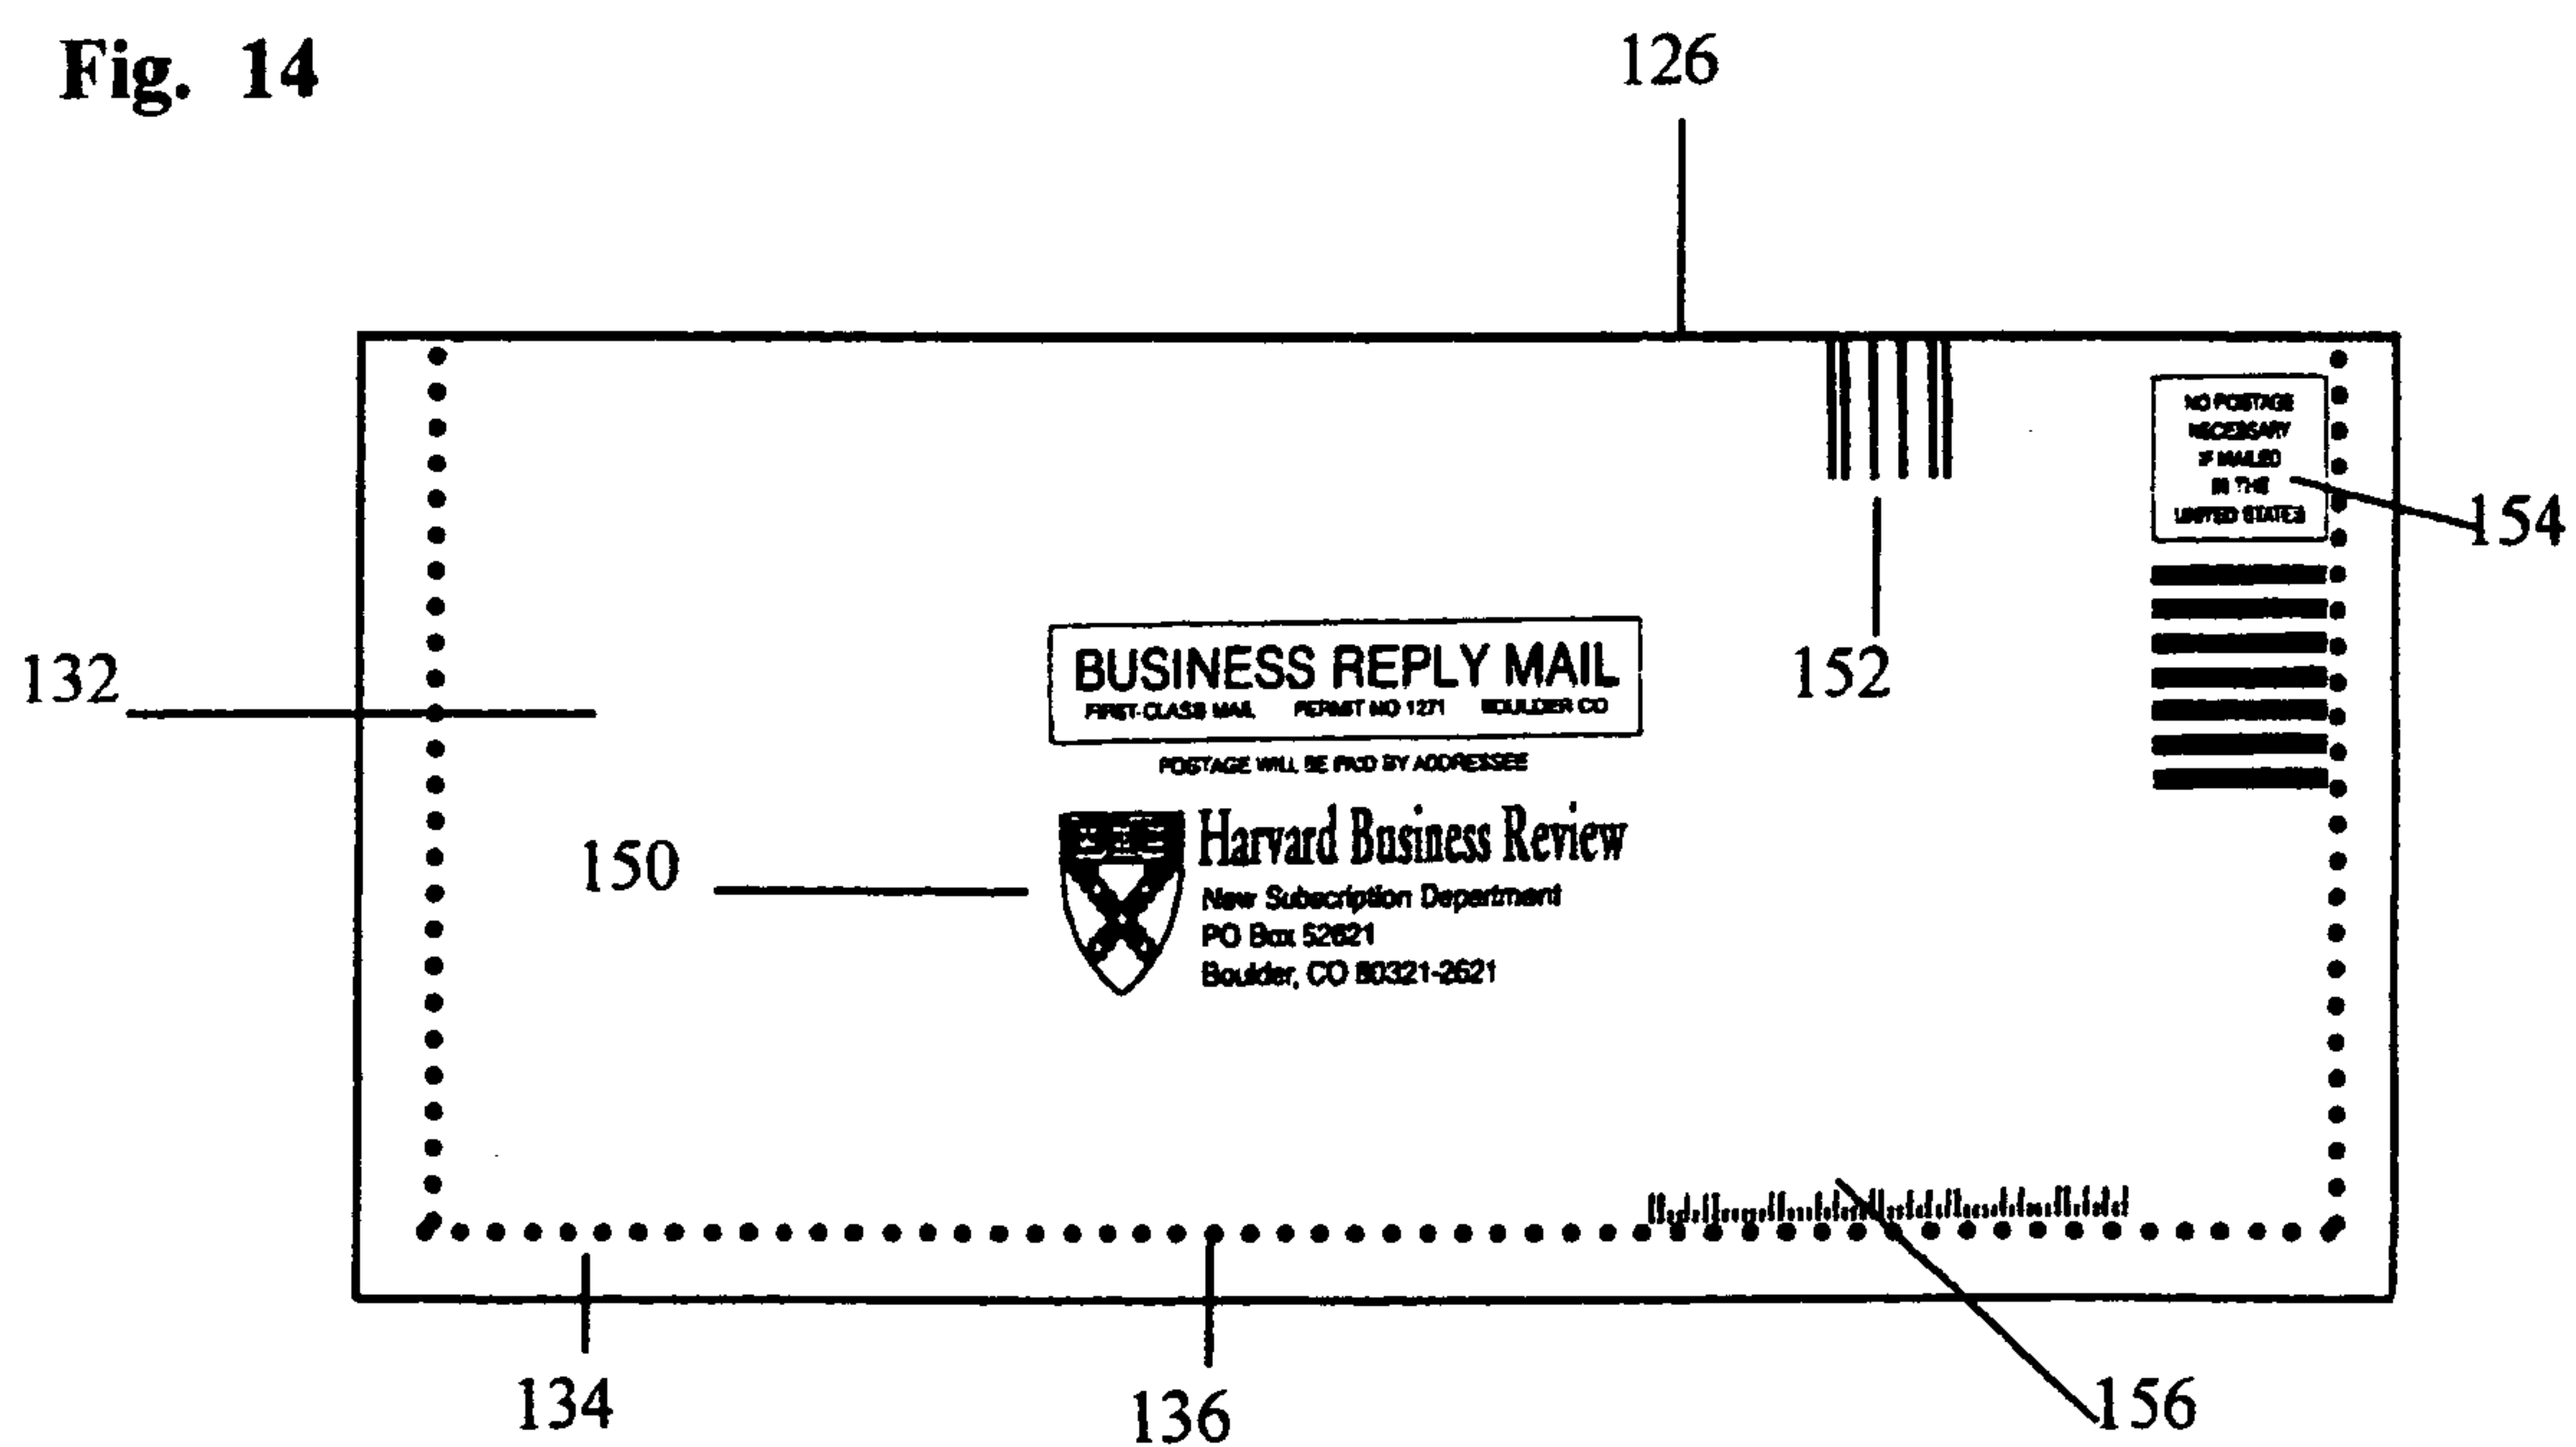 Fig. 14
126
NO POSTAGE
NECESSARY
IF MAILED
IN THE
UNITED STATES
154
132
BUSINESS REPLY MAIL
FIRST-CLASS MAIL PERMIT NO 1271 BOULDER CO
152
POSTAGE WILL BE PAID BY ADDRESSEE
150
Harvard Business Review
New Subscription Department
PO Box 52621
Boulder, CO 80321-2621
134
136
156